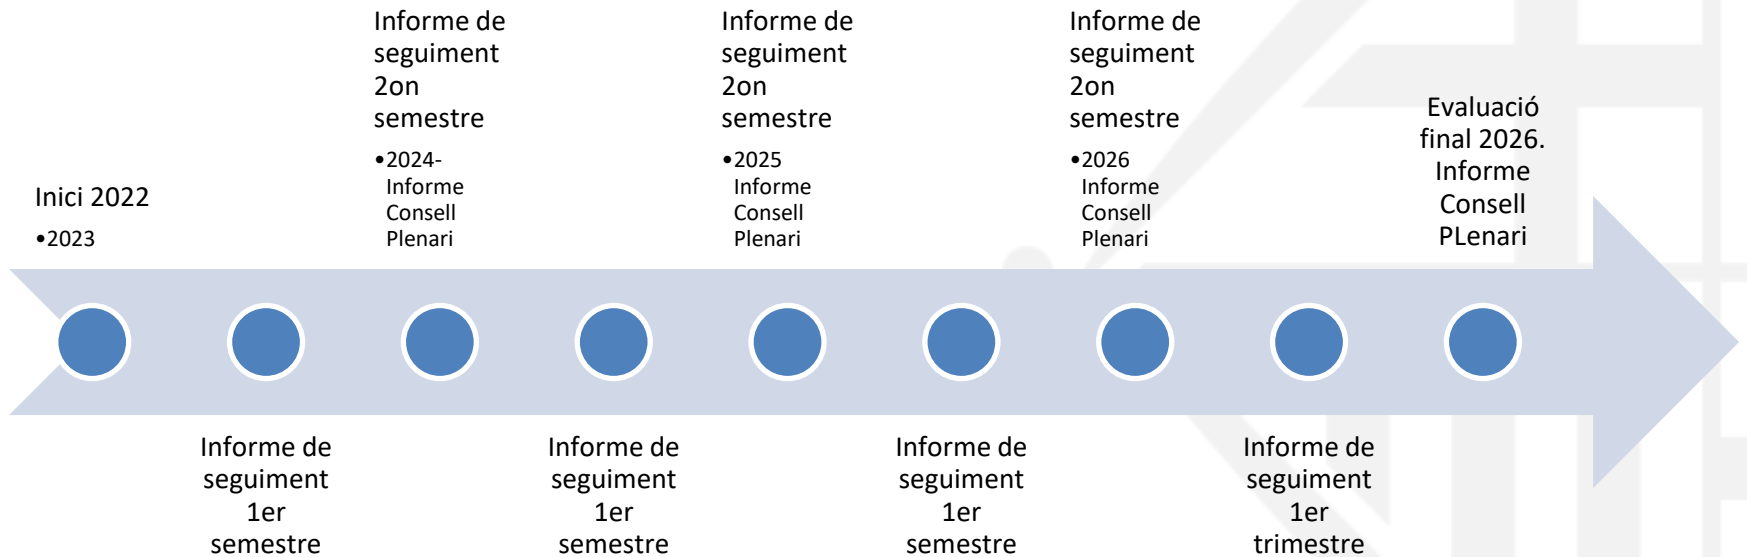 Inici 2022
•2023
Informe de
seguiment
1er
semestre
Informe de
seguiment
2on
semestre
•2024-
Informe
Consell
Plenari
Informe de
seguiment
1er
semestre
Informe de
seguiment
2on
semestre
•2025
Informe
Consell
Plenari
Informe de
seguiment
1er
semestre
Informe de
seguiment
2on
semestre
•2026
Informe
Consell
Plenari
Informe de
seguiment
1er
trimestre
Evaluació
final 2026.
Informe
Consell
PLenari